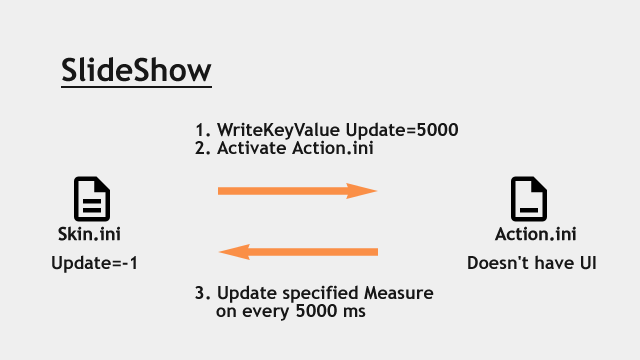 SlideShow
1. WriteKeyValue Update=5000
2. Activate Action.ini
Skin.ini
Action.ini
Update=-1
Doesn't have UI
3. Update specified Measure
on every 5000 ms